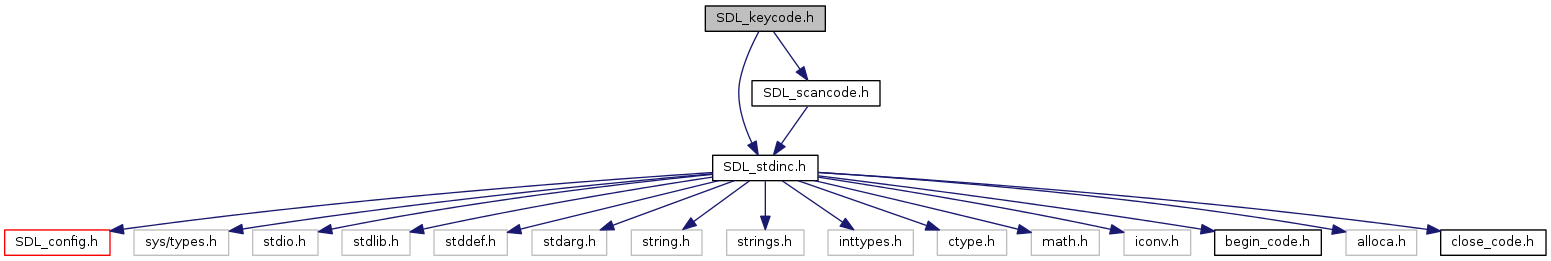 SDL_keycode.h
SDL_scancode.h
SDL_stdinc.h
SDL_config.h
sys/types.h
stdio.h
stdlib.h
stddef.h
stdarg.h
string.h
strings.h
inttypes.h
ctype.h
math.h
iconv.h
begin_code.h
alloca.h
close_code.h